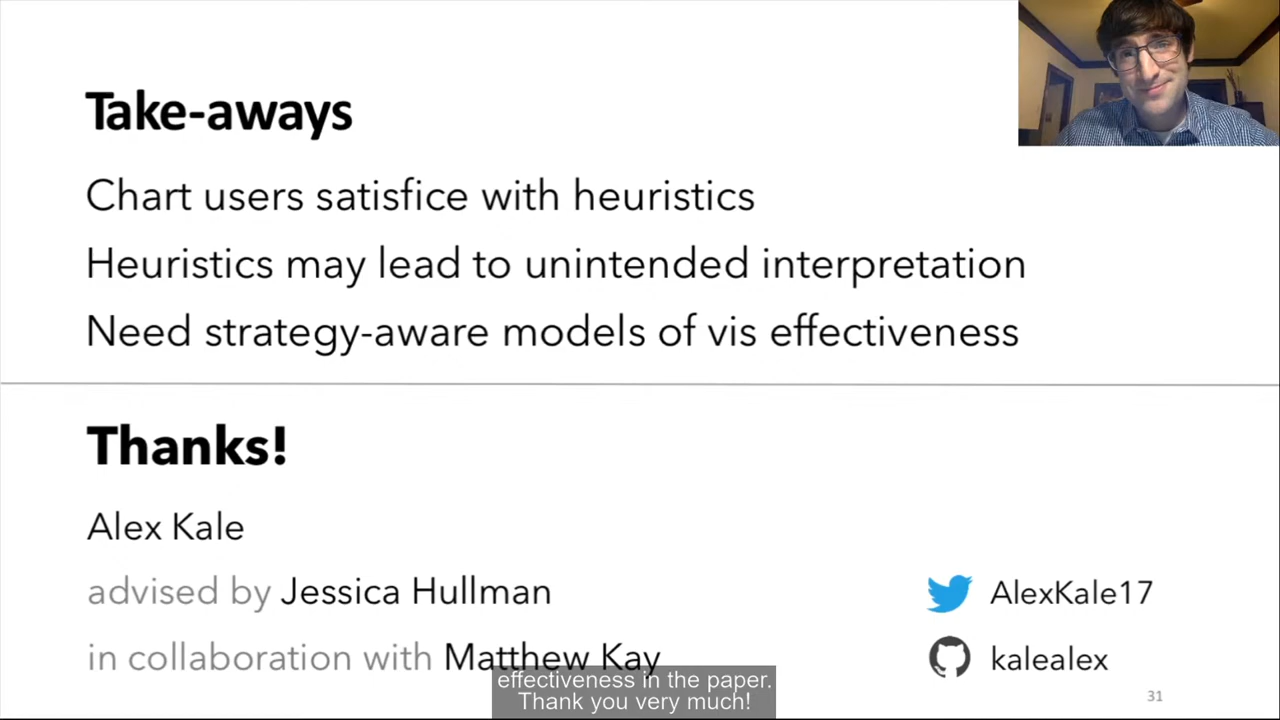 Take-aways
Chart users satisfice with heuristics
Heuristics may lead to unintended interpretation
Need strategy-aware models of vis effectiveness
Thanks!
Alex Kale
advised by Jessica Hullman
AlexKale17
in collaboration with Matthew Kay
kalealex
effectiveness in the paper.
Thank you very much!
31